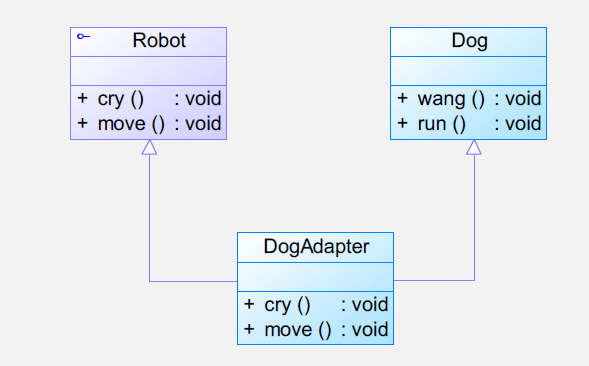 Robot
+ cry () : void
+ move () : void
Dog
+ wang () : void
+ run () : void
DogAdapter
+ cry () : void
+ move () : void